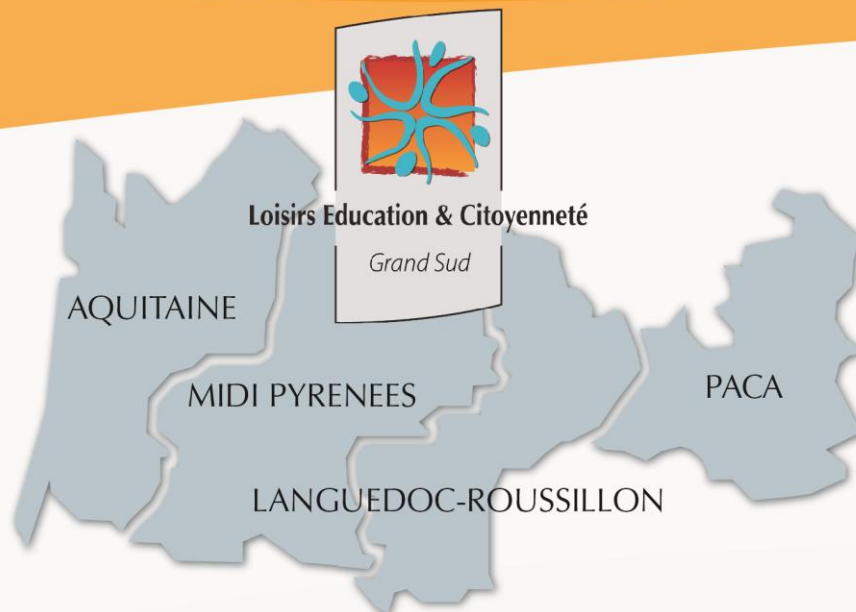 Loisirs Education & Citoyenneté
Grand Sud
AQUITAINE
MIDI PYRENEES
PACA
LANGUEDOC-ROUSSILLON